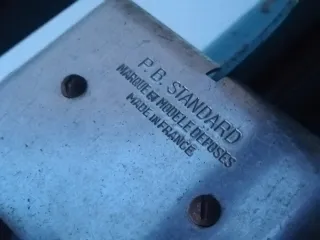 P.B. STANDARD
MARQUE ET MODELE DEPOSES
MADE IN FRANCE